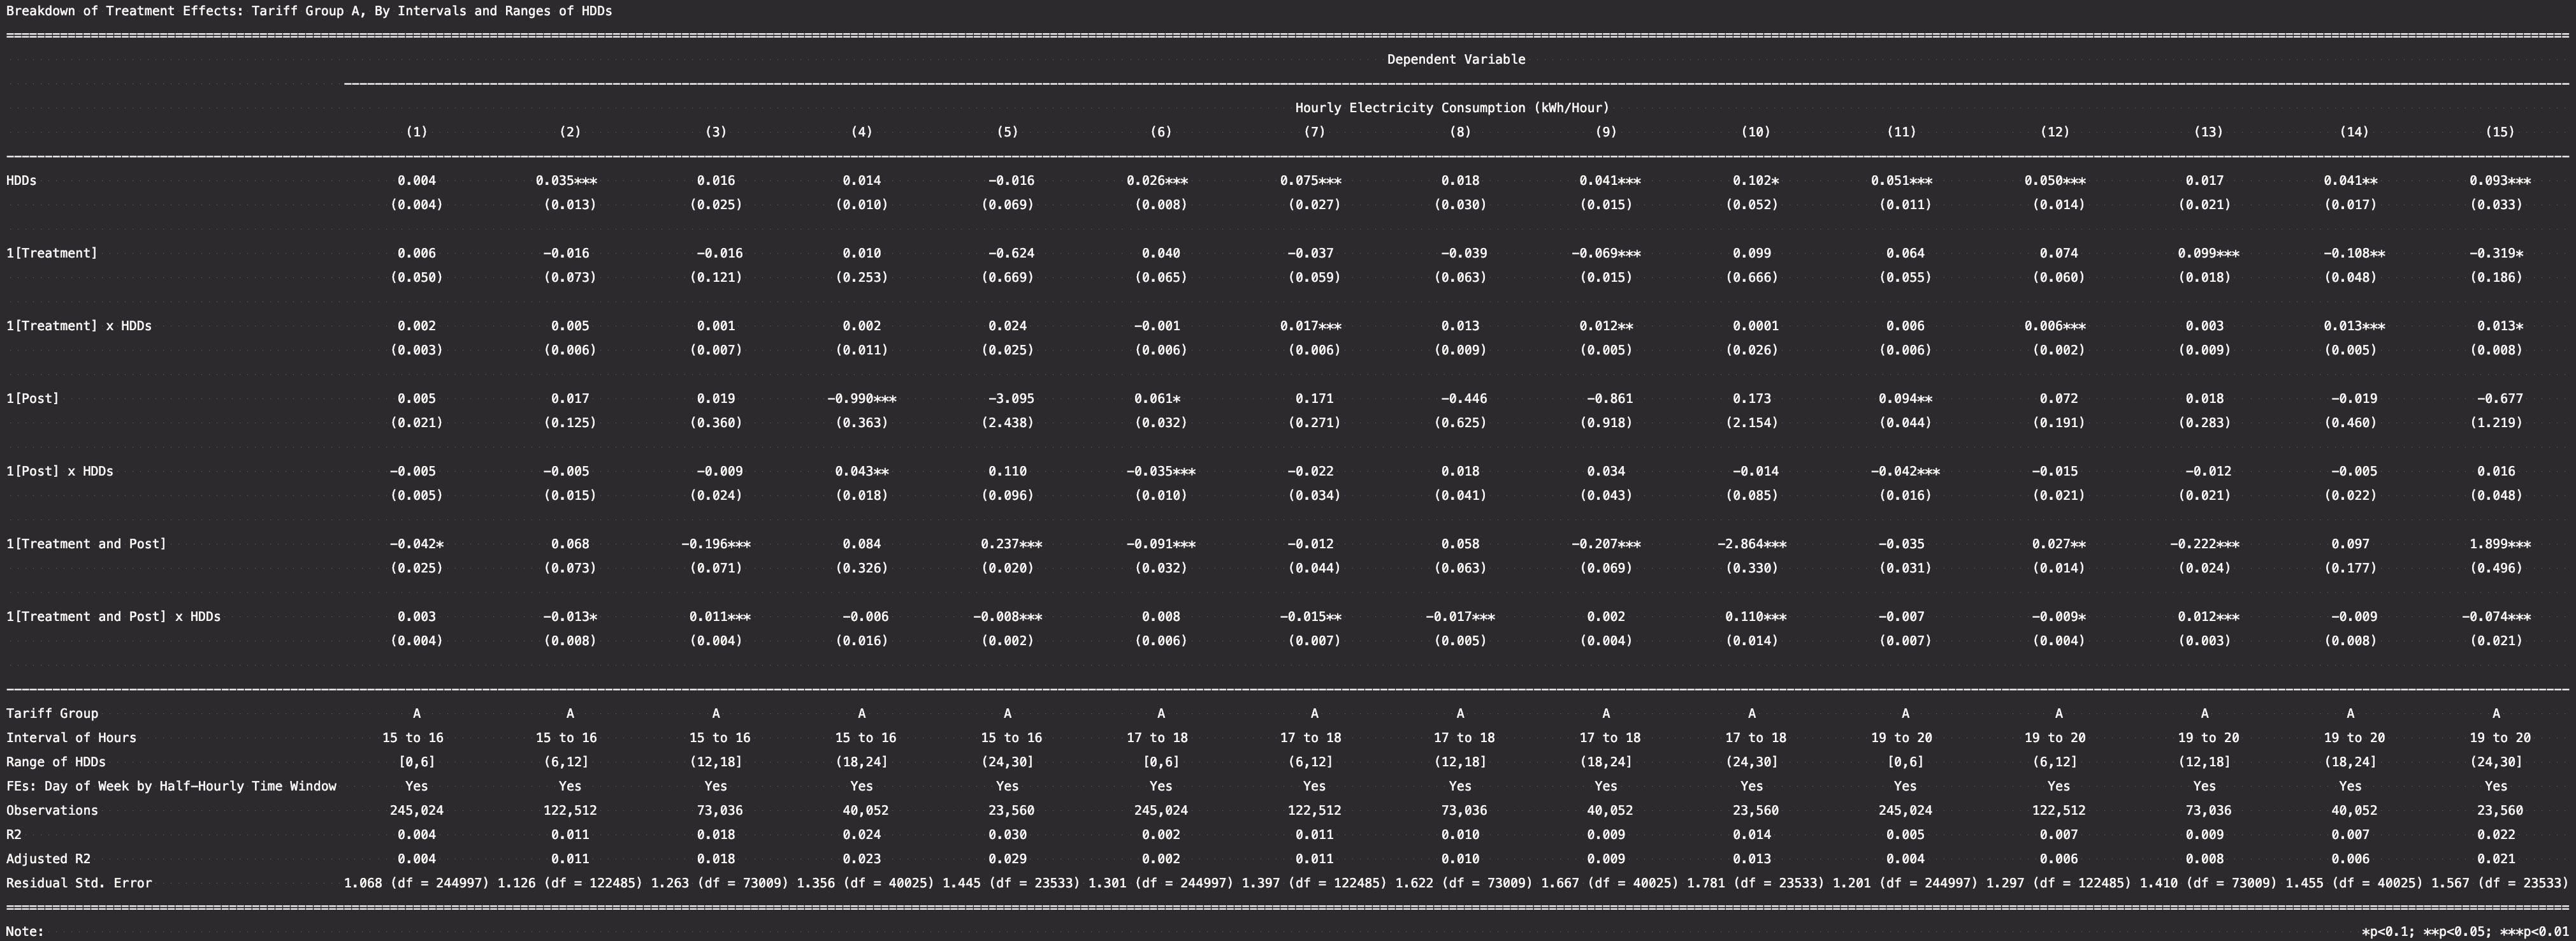 Breakdown of Treatment Effects: Tariff Group A, By Intervals and Ranges of HDDs
Dependent Variable
Hourly Electricity Consumption (kWh/Hour)
(1) (2) (3) (4) (5) (6) (7) (8) (9) (10) (11) (12) (13) (14) (15)
HDDs 0.004 0.035*** 0.016 0.014 -0.016 0.026*** 0.075*** 0.018 0.041*** 0.102* 0.051*** 0.050*** 0.017 0.041** 0.093***
(0.004) (0.013) (0.025) (0.010) (0.069) (0.008) (0.027) (0.030) (0.015) (0.052) (0.011) (0.014) (0.021) (0.017) (0.033)
1[Treatment] 0.006 -0.016 -0.016 0.010 -0.624 0.040 -0.037 -0.039 -0.069*** 0.099 0.064 0.074 0.099*** -0.108** -0.319*
(0.050) (0.073) (0.121) (0.253) (0.669) (0.065) (0.059) (0.063) (0.015) (0.666) (0.055) (0.060) (0.018) (0.048) (0.186)
1[Treatment] x HDDs 0.002 0.005 0.001 0.002 0.024 -0.001 0.017*** 0.013 0.012** 0.0001 0.006 0.006*** 0.003 0.013*** 0.013*
(0.003) (0.006) (0.007) (0.011) (0.025) (0.006) (0.006) (0.009) (0.005) (0.026) (0.006) (0.002) (0.009) (0.005) (0.008)
1[Post] 0.005 0.017 0.019 -0.990*** -3.095 0.061* 0.171 -0.446 -0.861 0.173 0.094** 0.072 0.018 -0.019 -0.677
(0.021) (0.125) (0.360) (0.363) (2.438) (0.032) (0.271) (0.625) (0.918) (2.154) (0.044) (0.191) (0.283) (0.460) (1.219)
1[Post] x HDDs -0.005 -0.005 -0.009 0.043** 0.110 -0.035*** -0.022 0.018 0.034 -0.014 -0.042*** -0.015 -0.012 -0.005 0.016
(0.005) (0.015) (0.024) (0.018) (0.096) (0.010) (0.034) (0.041) (0.043) (0.085) (0.016) (0.021) (0.021) (0.022) (0.048)
1[Treatment and Post] -0.042* 0.068 -0.196*** 0.084 0.237*** -0.091*** -0.012 0.058 -0.207*** -2.864*** -0.035 0.027** -0.222*** 0.097 1.899***
(0.025) (0.073) (0.071) (0.326) (0.020) (0.032) (0.044) (0.063) (0.069) (0.330) (0.031) (0.014) (0.024) (0.177) (0.496)
1[Treatment and Post] x HDDs 0.003 -0.013* 0.011*** -0.006 -0.008*** 0.008 -0.015** -0.017*** 0.002 0.110*** -0.007 -0.009* 0.012*** -0.009 -0.074***
(0.004) (0.008) (0.004) (0.016) (0.002) (0.006) (0.007) (0.005) (0.004) (0.014) (0.007) (0.004) (0.003) (0.008) (0.021)
Tariff Group A A A A A A A A A A A A A A A
Interval of Hours 15 to 16 15 to 16 15 to 16 15 to 16 15 to 16 17 to 18 17 to 18 17 to 18 17 to 18 17 to 18 19 to 20 19 to 20 19 to 20 19 to 20 19 to 20
Range of HDDs [0,6] (6,12] (12,18] (18,24] (24,30] [0,6] (6,12] (12,18] (18,24] (24,30] [0,6] (6,12] (12,18] (18,24] (24,30]
FEs: Day of Week by Half-Hourly Time Window Yes Yes Yes Yes Yes Yes Yes Yes Yes Yes Yes Yes Yes Yes Yes
Observations 245,024 122,512 73,036 40,052 23,560 245,024 122,512 73,036 40,052 23,560 245,024 122,512 73,036 40,052 23,560
R2 0.004 0.011 0.018 0.024 0.030 0.002 0.011 0.010 0.009 0.014 0.005 0.007 0.009 0.007 0.022
Adjusted R2 0.004 0.011 0.018 0.023 0.029 0.002 0.011 0.010 0.009 0.013 0.004 0.006 0.008 0.006 0.021
Residual Std. Error 1.068 (df = 244997) 1.126 (df = 122485) 1.263 (df = 73009) 1.356 (df = 40025) 1.445 (df = 23533) 1.301 (df = 244997) 1.397 (df = 122485) 1.622 (df = 73009) 1.667 (df = 40025) 1.781 (df = 23533) 1.201 (df = 244997) 1.297 (df = 122485) 1.410 (df = 73009) 1.455 (df = 40025) 1.567 (df = 23533)
Note: *p<0.1; **p<0.05; ***p<0.01